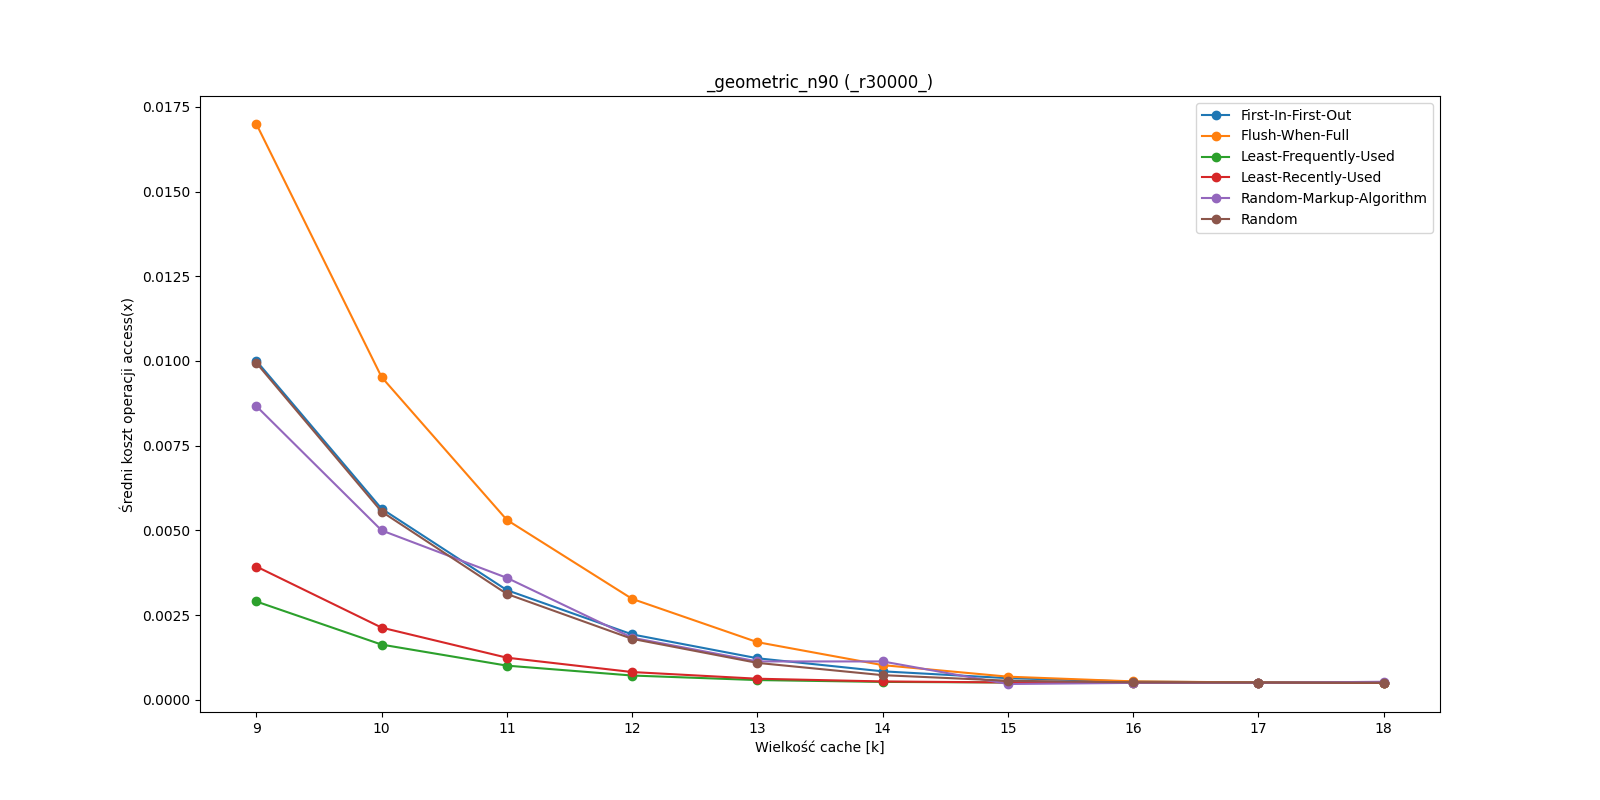 _geometric_n90 (_r30000_)
0.0175
0.0150
0.0125
0.0100
0.0075
0.0050
0.0025
0.0000
Średni koszt operacji access(x)
First-In-First-Out
Flush-When-Full
Least-Frequently-Used
Least-Recently-Used
Random-Markup-Algorithm
Random
9 10 11 12 13 14 15 16 17 18
Wielkość cache [k]